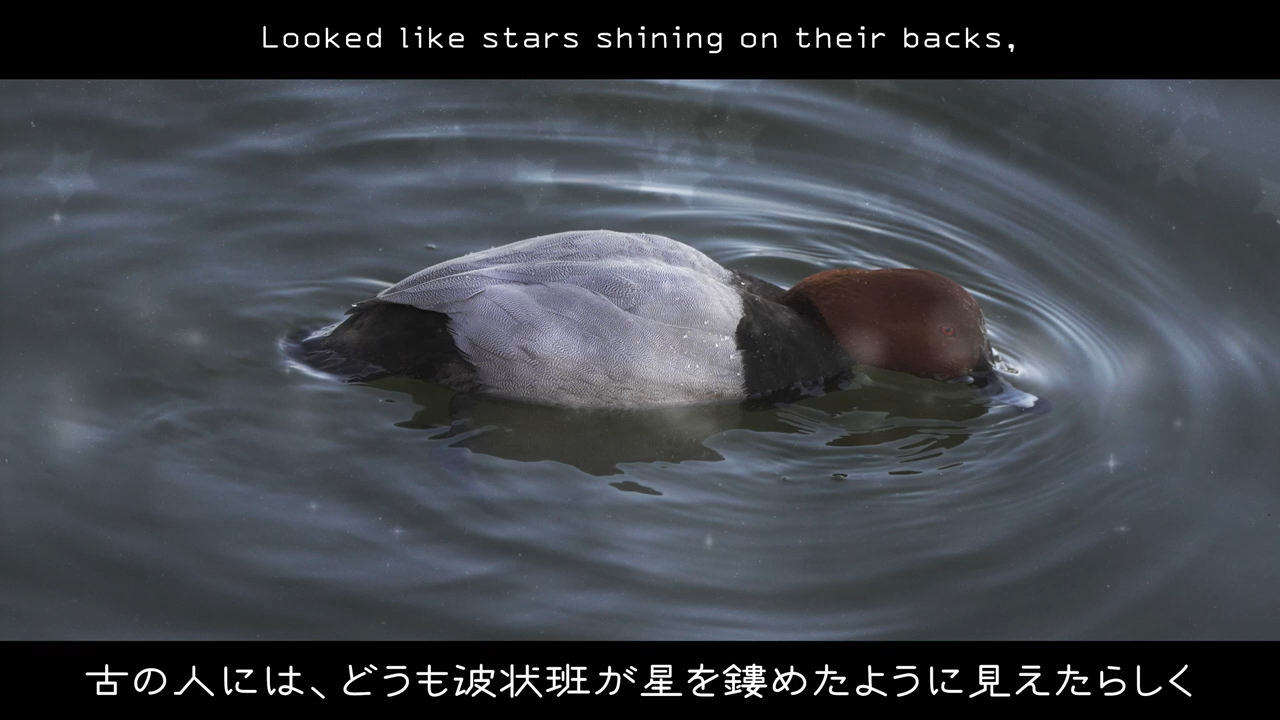 Looked like stars shining on their backs,
古の人には、どうも波状班が星を鏤めたように見えたらしく